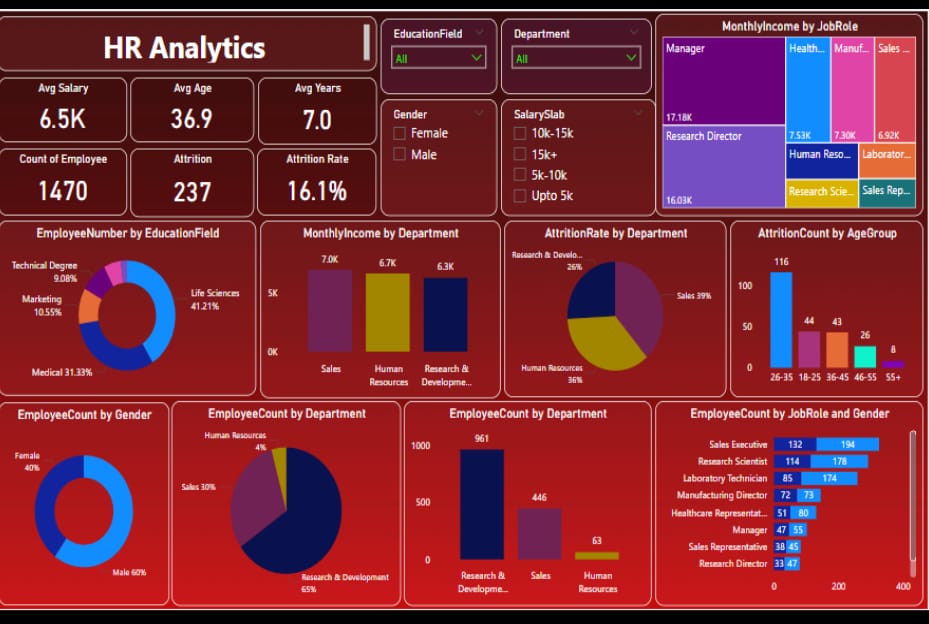 HR Analytics
EducationField
All
Department
All
Avg Salary
6.5K
Avg Age
36.9
Avg Years
7.0
Count of Employee
1470
Attrition
237
Attrition Rate
16.1%
Gender
Female
Male
SalarySlab
10k-15k
15k+
5k-10k
Upto 5k
MonthlyIncome by JobRole
Manager
17.18K
Research Director
16.03K
Health...
7.53K
Manuf...
7.30K
Sales ...
6.92K
Human Reso...
Laborator...
Research Scie...
Sales Rep...
EmployeeNumber by EducationField
Technical Degree
9.08%
Marketing
10.55%
Medical 31.33%
Life Sciences
41.21%
MonthlyIncome by Department
5K
0K
7.0K
6.7K
6.3K
Sales
Human
Resources
Research &
Developme...
AttritionRate by Department
Research & Develo...
26%
Sales 39%
Human Resources
36%
AttritionCount by AgeGroup
100
50
0
116
44
43
26
8
26-35 18-25 36-45 46-55 55+
EmployeeCount by Gender
Female
40%
Male 60%
EmployeeCount by Department
Human Resources
4%
Sales 30%
Research & Development
65%
EmployeeCount by Department
1000
500
0
961
446
63
Research &
Developme...
Sales
Human
Resources
EmployeeCount by JobRole and Gender
Sales Executive 132 194
Research Scientist 114 178
Laboratory Technician 85 174
Manufacturing Director 72 73
Healthcare Representat... 51 80
Manager 47 55
Sales Representative 38 45
Research Director 33 47
0 200 400